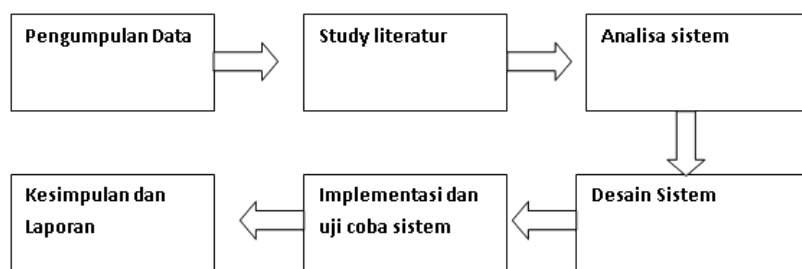 Pengumpulan Data
Study literatur
Analisa sistem
Desain Sistem
Implementasi dan
uji coba sistem
Kesimpulan dan
Laporan